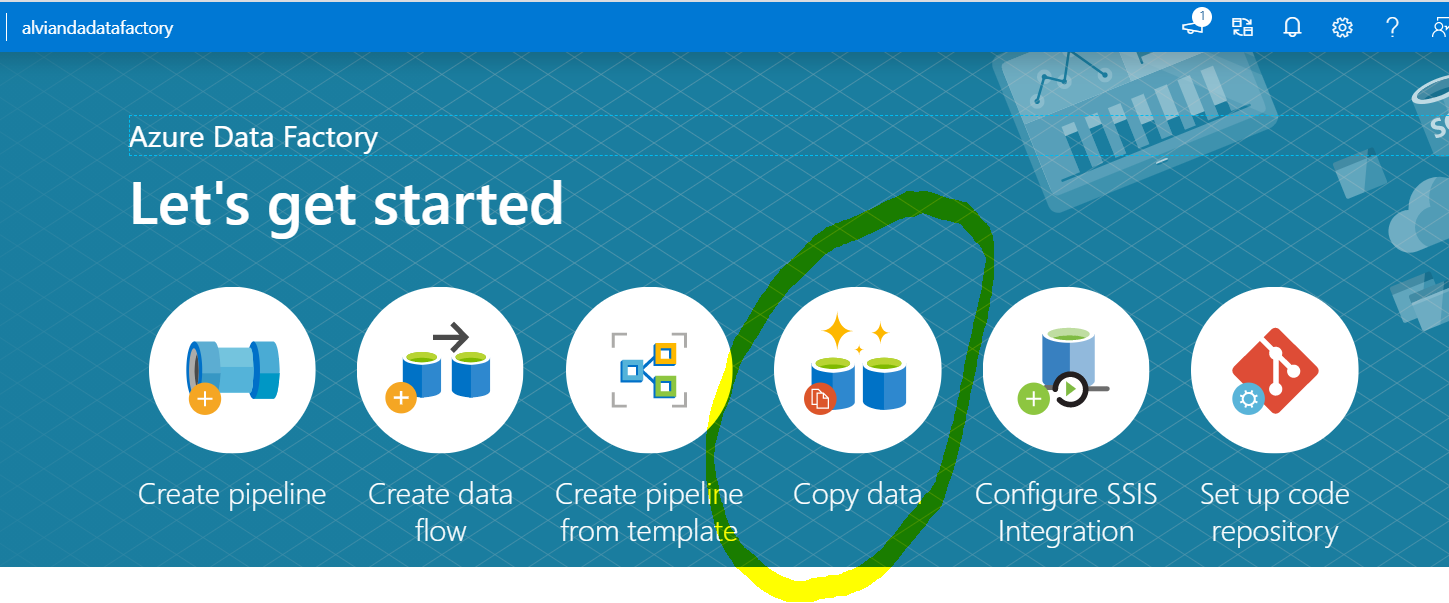 alviandadatafactory
1
Azure Data Factory
Let's get started
Create pipeline
Create data
flow
Create pipeline
from template
Copy data
Configure SSIS
Integration
Set up code
repository